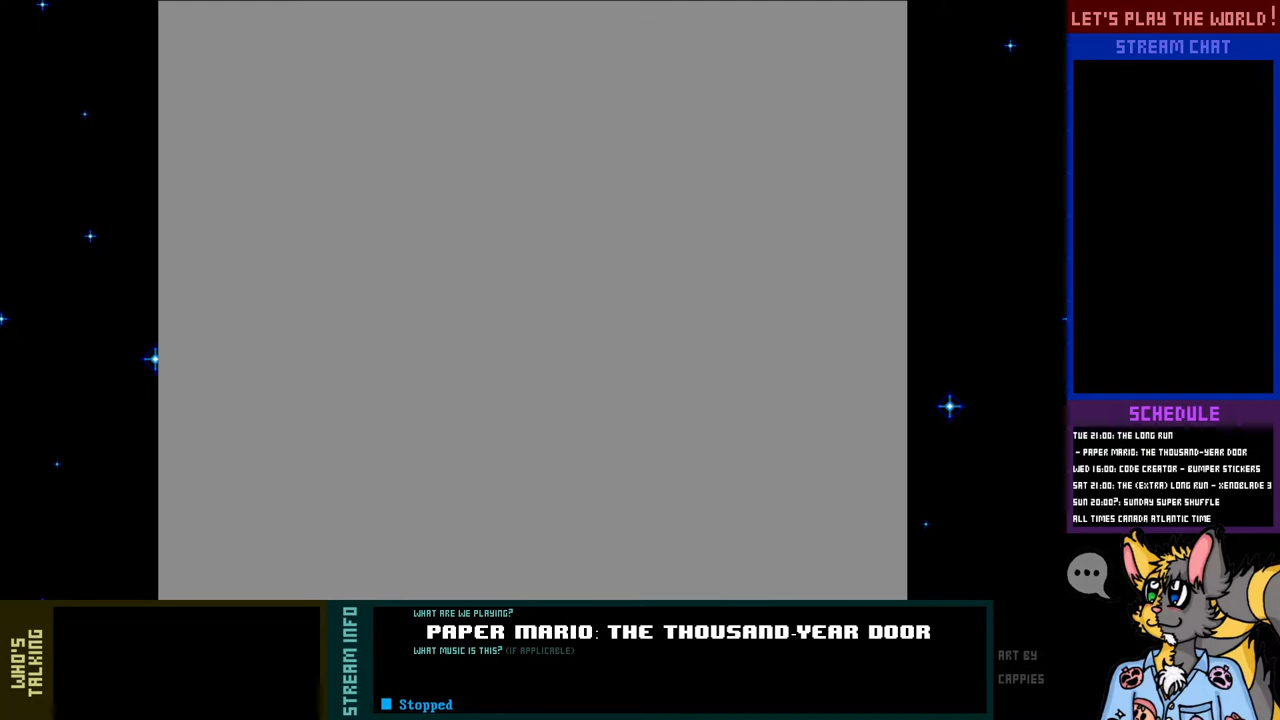 LET'S PLAY THE WORLD!
STREAM CHAT
SCHEDULE
TUE 21:00: THE LONG RUN
- PAPER MARIO: THE THOUSAND-YEAR DOOR
WED 16:00: CODE CREATOR - BUMPER STICKERS
SAT 21:00: THE (EXTRA) LONG RUN - XENOBLADE 3
SUN 20:00?: SUNDAY SUPER SHUFFLE
ALL TIMES CANADA ATLANTIC TIME
WHO'S
TALKING
STREAM INFO
WHAT ARE WE PLAYING?
PAPER MARIO: THE THOUSAND-YEAR DOOR
WHAT MUSIC IS THIS? (IF APPLICABLE)
Stopped
ART BY
CAPPIES